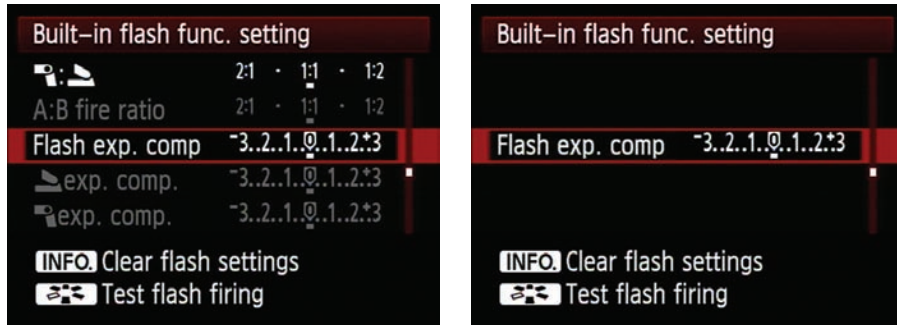 Built-in flash func. setting
: 2:1 · 1:1 · 1:2
A:B fire ratio 2:1 · 1:1 · 1:2
Flash exp. comp -3..2..1..0..1..2.+3
exp. comp. -3..2..1..0..1..2.+3
exp. comp. -3..2..1..0..1..2.+3
INFO. Clear flash settings
Test flash firing
Built-in flash func. setting
Flash exp. comp -3..2..1..0..1..2.+3
INFO. Clear flash settings
Test flash firing